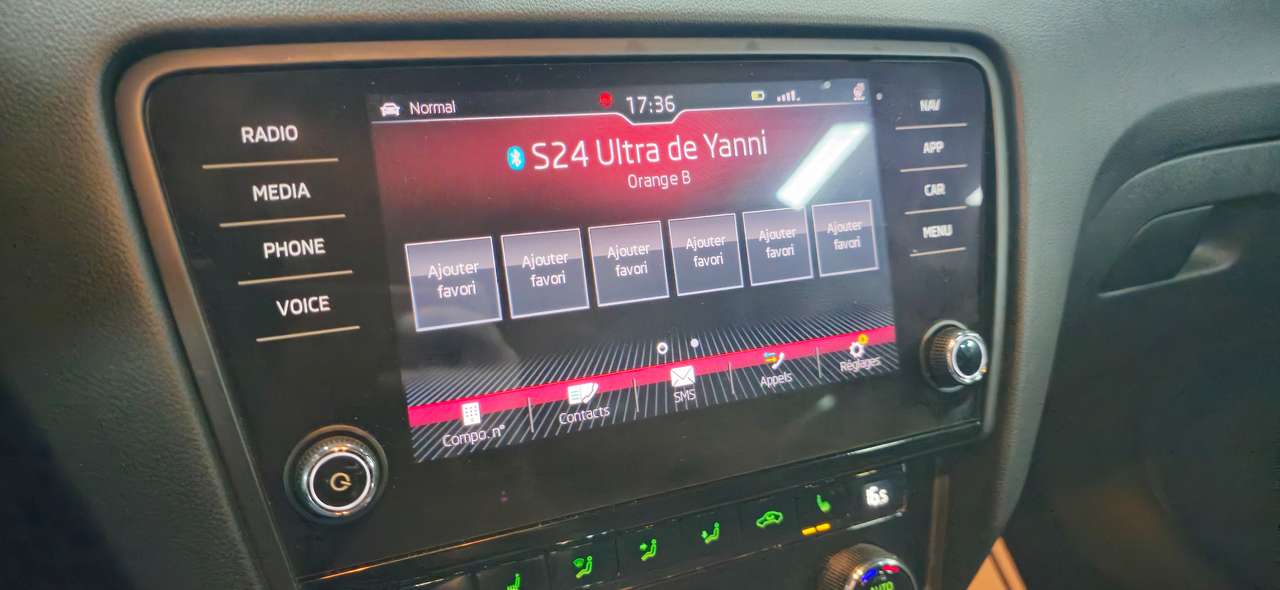 RADIO
MEDIA
PHONE
VOICE
Normal
17:36
S24 Ultra de Yanni
Orange B
Ajouter
favori
Ajouter
favori
Ajouter
favori
Ajouter
favori
Ajouter
favori
Ajouter
favori
Compo. n°
Contacts
SMS
Appels
Réglages
NAV
APP
CAR
MENU
AUTO